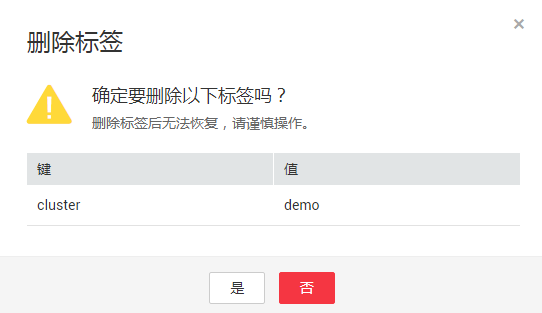 ×
删除标签
确定要删除以下标签吗？
删除标签后无法恢复，请谨慎操作。
键 值
cluster demo
是 否